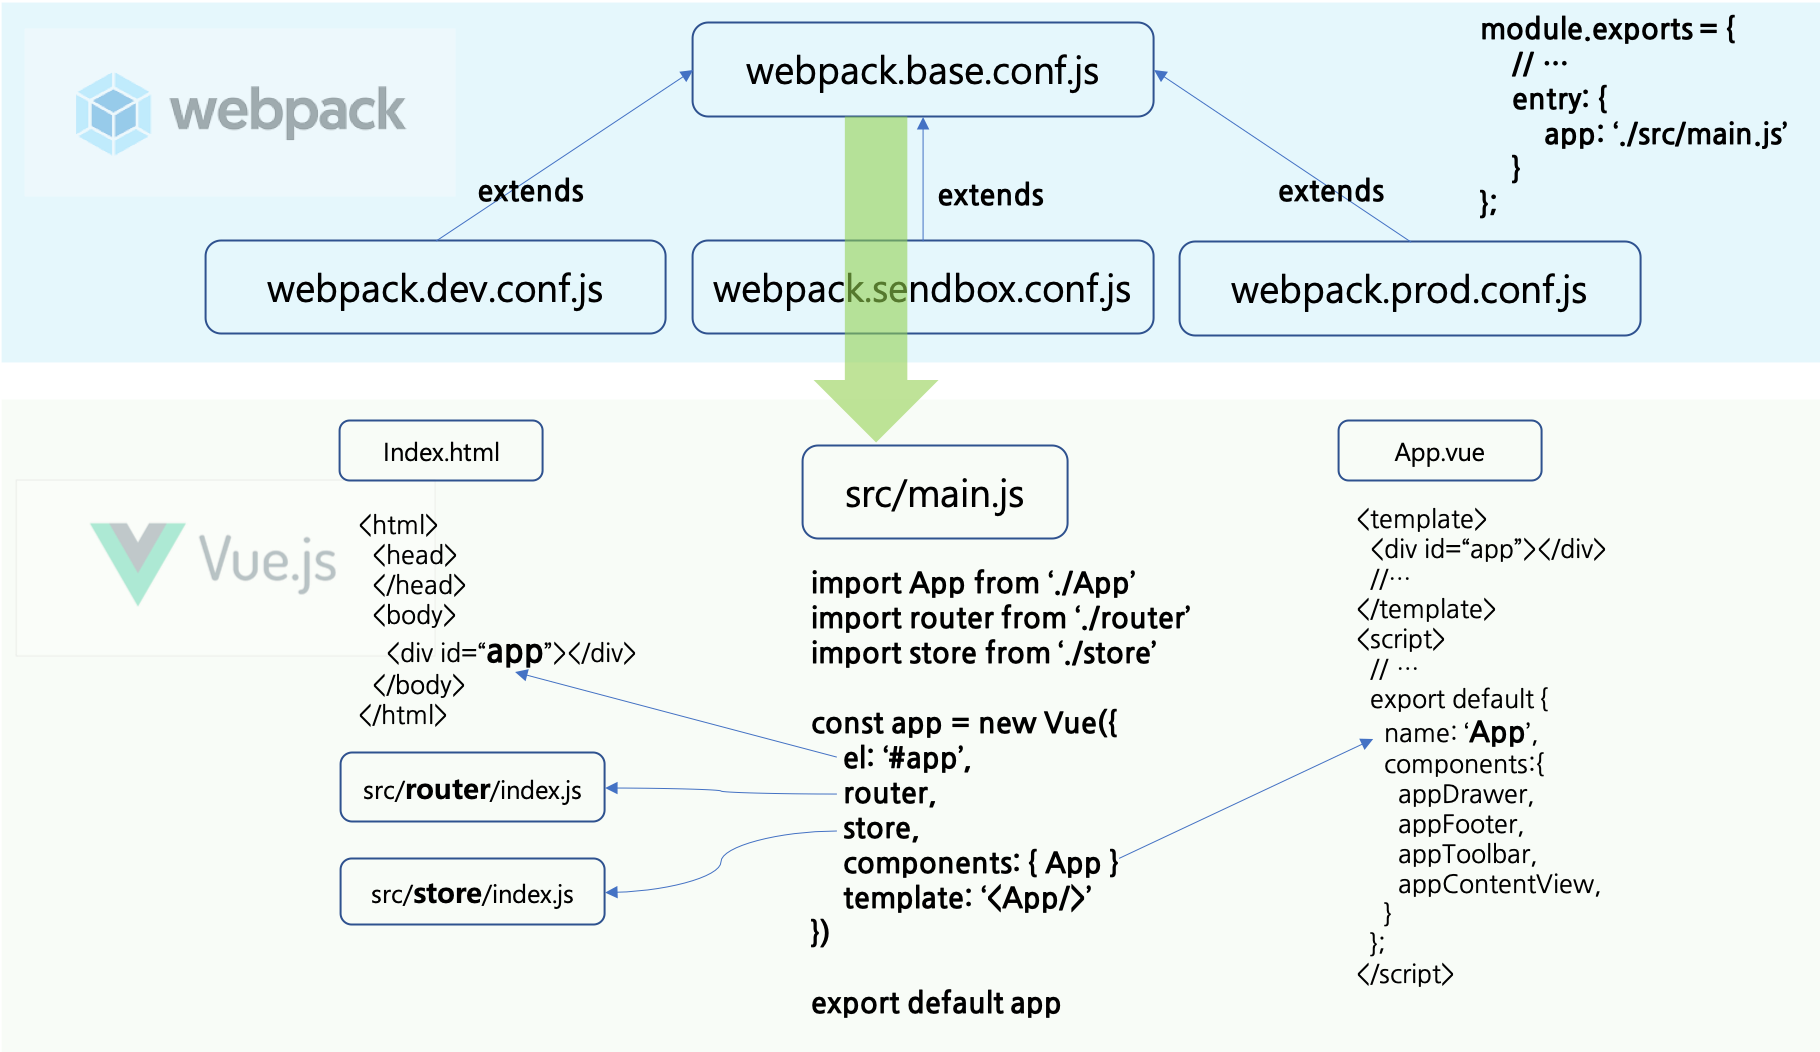 webpack
webpack.base.conf.js
module.exports = {
// ⋯
entry: {
app: ‘./src/main.js’
}
};
extends
extends
extends
webpack.dev.conf.js
webpack.sendbox.conf.js
webpack.prod.conf.js
Vue.js
Index.html
<html>
<head>
</head>
<body>
<div id=“app”></div>
</body>
</html>
src/router/index.js
src/store/index.js
src/main.js
import App from ‘./App’
import router from ‘./router’
import store from ‘./store’
const app = new Vue({
el: ‘#app’,
router,
store,
components: { App }
template: ‘<App/>’
})
export default app
App.vue
<template>
<div id=“app”></div>
//⋯
</template>
<script>
// ⋯
export default {
name: ‘App’,
components:{
appDrawer,
appFooter,
appToolbar,
appContentView,
}
};
</script>